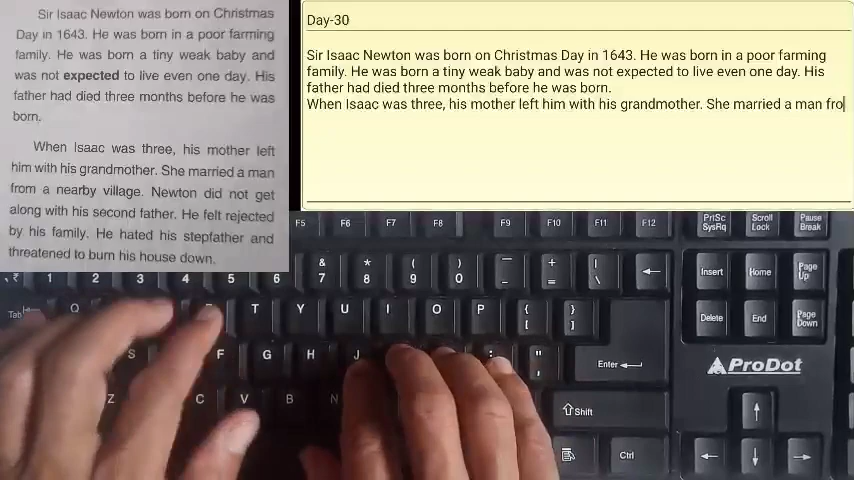 Sir Isaac Newton was born on Christmas
Day in 1643. He was born in a poor farming
family. He was born a tiny weak baby and
was not expected to live even one day. His
father had died three months before he was
born.
When Isaac was three, his mother left
him with his grandmother. She married a man
from a nearby village. Newton did not get
along with his second father. He felt rejected
by his family. He hated his stepfather and
threatened to burn his house down.
Day-30
Sir Isaac Newton was born on Christmas Day in 1643. He was born in a poor farming
family. He was born a tiny weak baby and was not expected to live even one day. His
father had died three months before he was born.
When Isaac was three, his mother left him with his grandmother. She married a man fro
F5 F6 F7 F8 F9 F10 F11 F12 PrtSc SysRq Scroll Lock Pause Break
1 2 3 4 5 6 & 7 * 8 ( 9 ) 0 _ - + = | \ Insert Home Page Up
Tab Q T Y U I O P { [ } ] Delete End Page Down
S F G H J : " ' Enter
ProDot
Z C V B N Shift
Ctrl